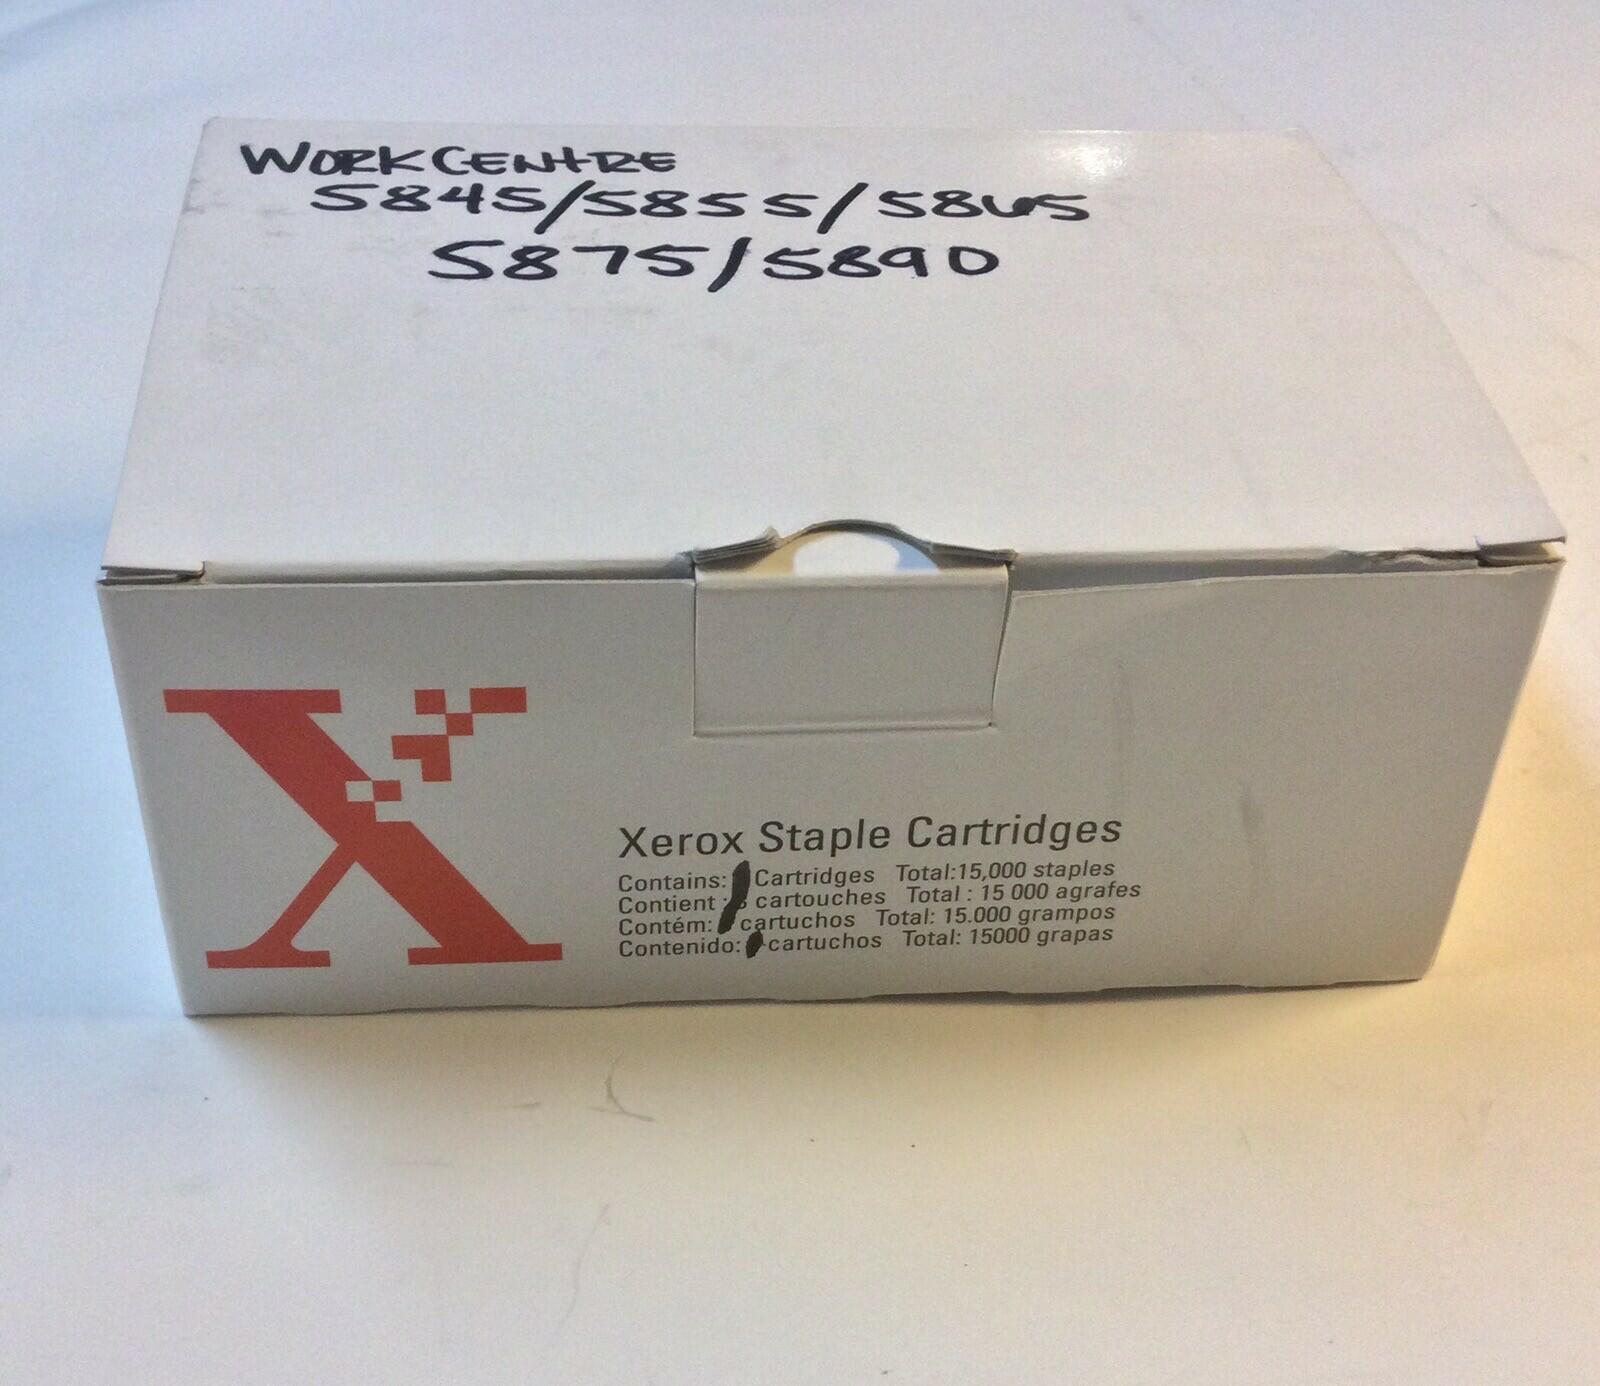 WORKCENTRE
5845/5855/5865
5875/5890
X
Xerox Staple Cartridges
Contains: Cartridges Total:15,000 staples
Contient : cartouches Total : 15 000 agrafes
Contém: cartuchos Total: 15.000 grampos
Contenido: cartuchos Total: 15000 grapas